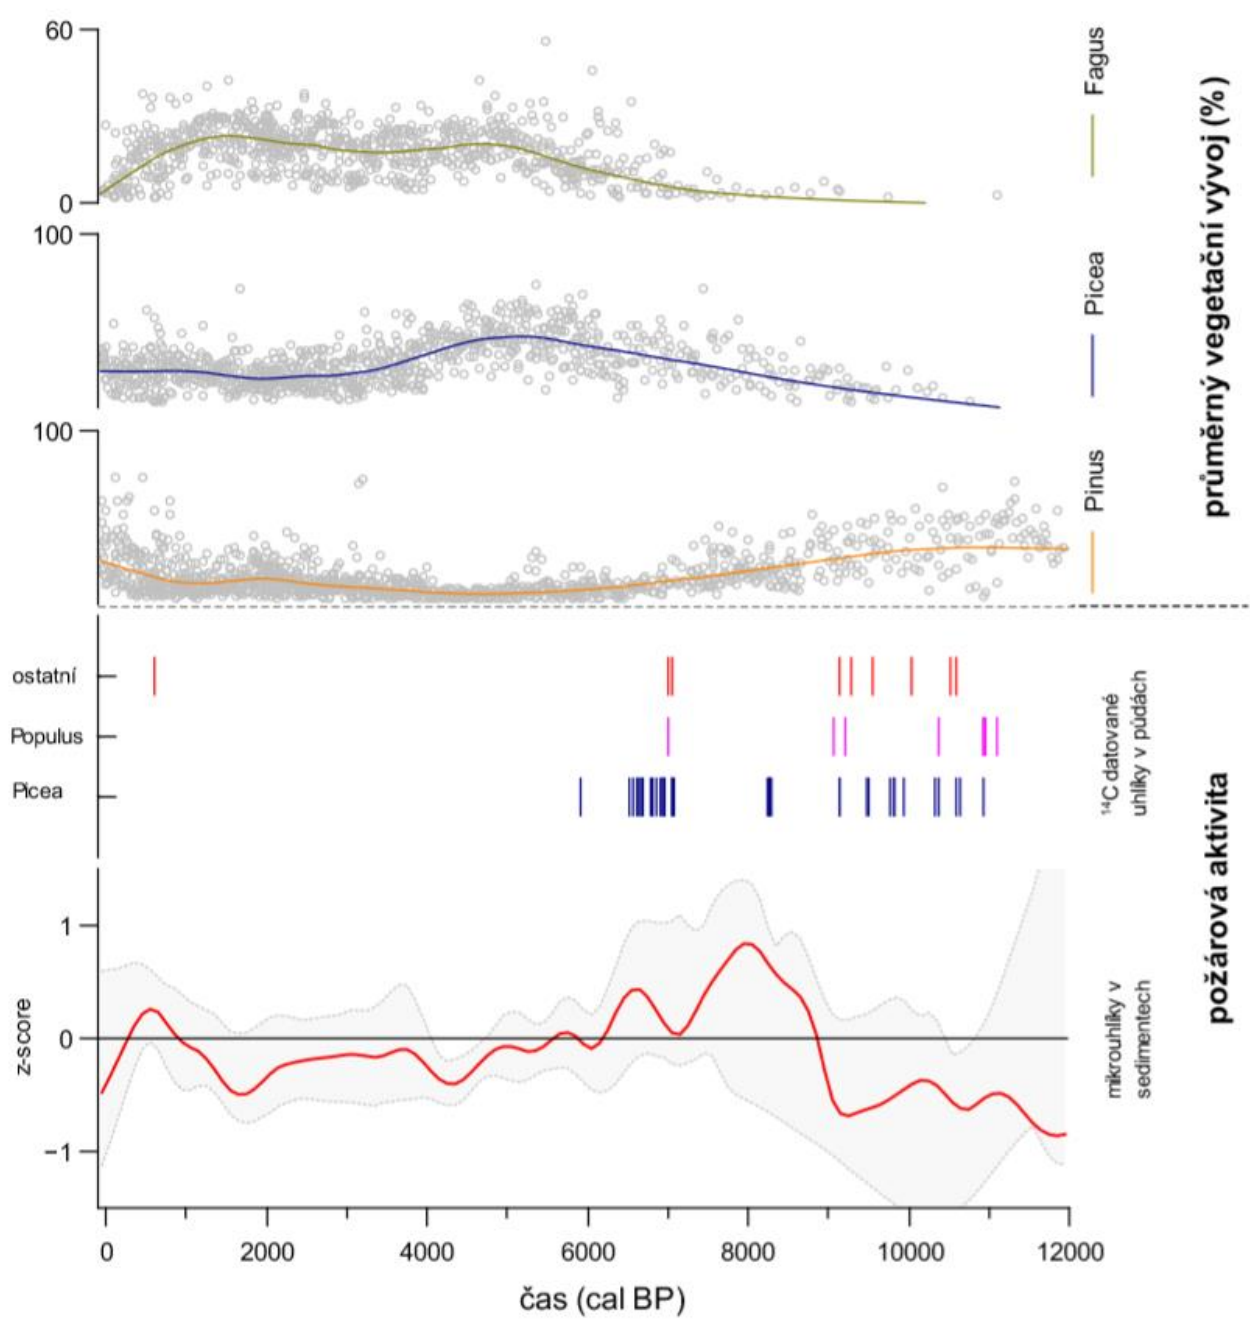 60
0
Fagus
100
Picea
100
Pinus
průměrný vegetační vývoj (%)
ostatní
Populus
Picea
¹⁴C datované
uhlíky v půdách
1
0
−1
z-score
mikrouhlíky v
sedimentech
požárová aktivita
0 2000 4000 6000 8000 10000 12000
čas (cal BP)